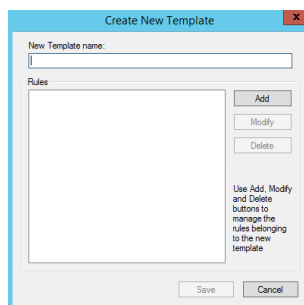 Create New Template
x
New Template name:
Rules
Add
Modify
Delete
Use Add, Modify
and Delete
buttons to
manage the
rules belonging
to the new
template
Save
Cancel